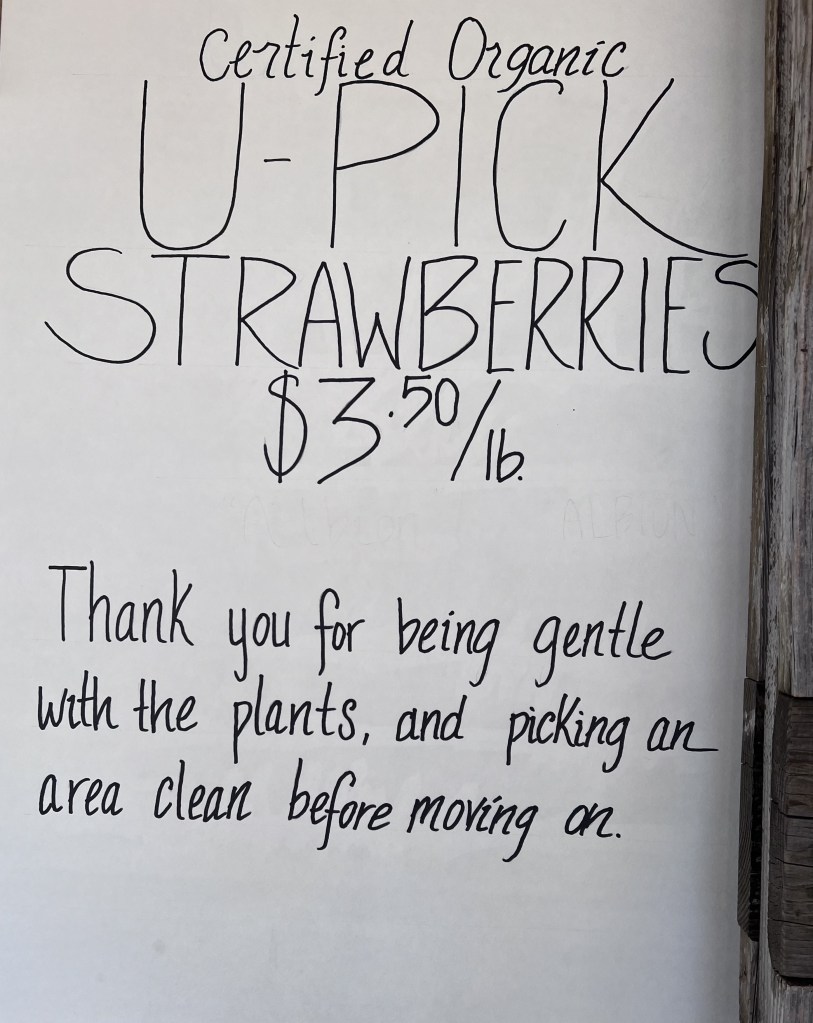 Certified Organic
U-PICK
STRAWBERRIES
$3.50/lb.
Thank you for being gentle
with the plants, and picking an
area clean before moving on.